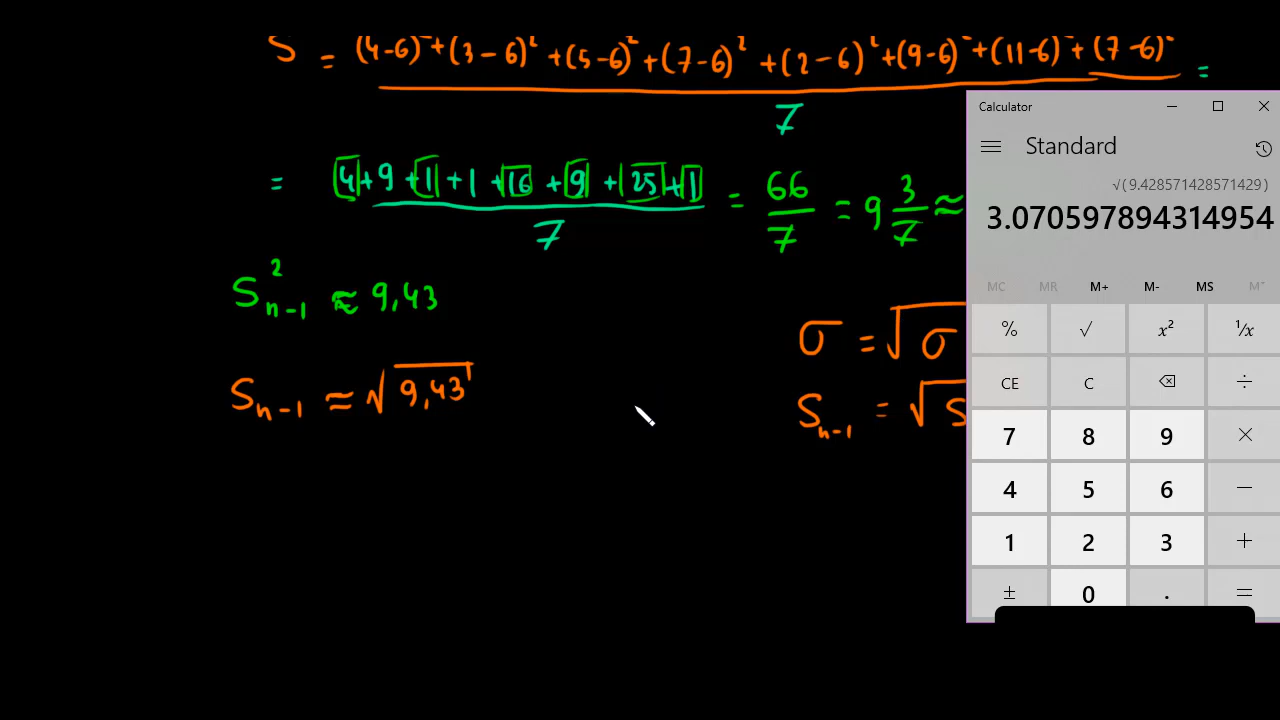 S = (4-6)² + (3-6)² + (5-6)² + (7-6)² + (2-6)² + (9-6)² + (11-6)² + (7-6)² =
7
= 4+9+1+1+16+9+25+1 / 7 = 66/7 = 9 3/7 ≈
S²n-1 ≈ 9,43
σ = √σ
Sn-1 ≈ √9,43
Sn-1 = √S
Calculator
Standard
√(9.428571428571429)
3.070597894314954
MC MR M+ M- MS M˅
% √ x² ¹/x
CE C ⌫ ÷
7 8 9 ×
4 5 6 −
1 2 3 +
± 0 . =